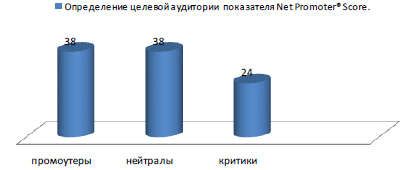 Определение целевой аудитории показателя Net Promoter® Score.
38 38 24
промоутеры нейтралы критики